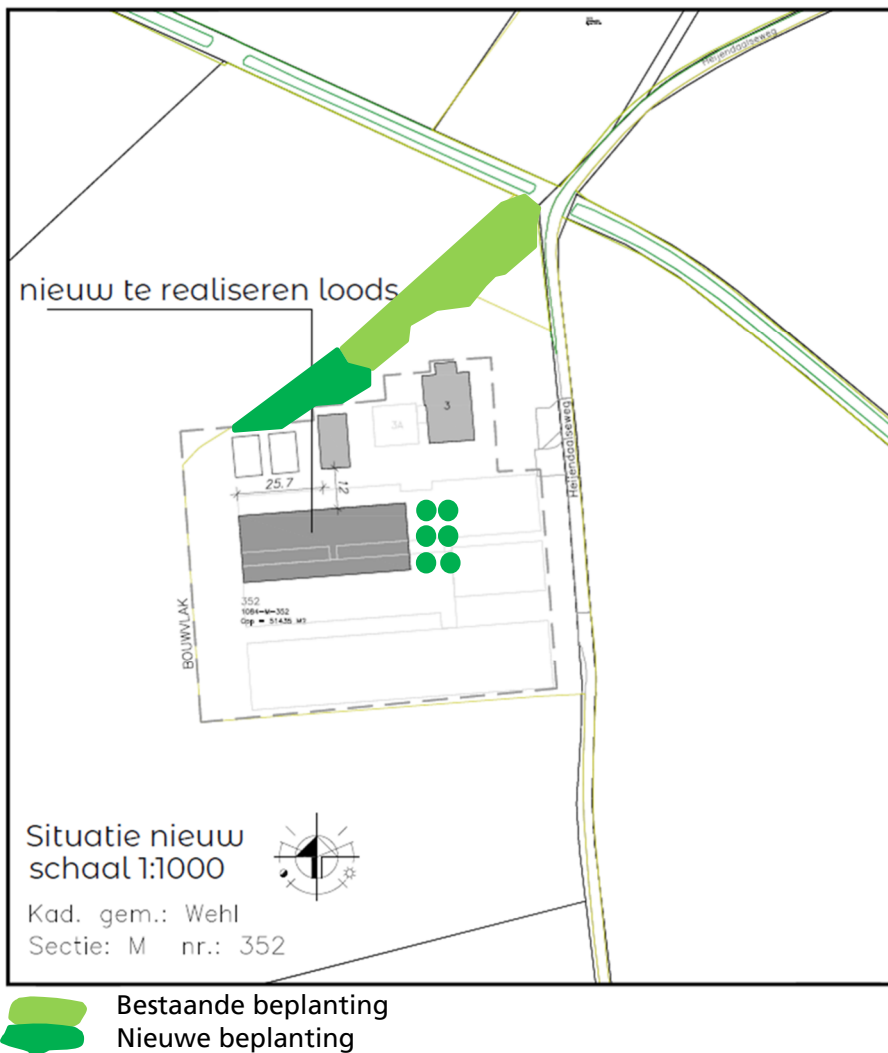 Heijendaalseweg
nieuw te realiseren loods
3
3A
Heijendaalseweg
25.7
12
352
1084-M-352
Opp = 51435 M2
BOUWVLAK
Situatie nieuw
schaal 1:1000
Kad. gem.: Wehl
Sectie: M nr.: 352
Bestaande beplanting
Nieuwe beplanting